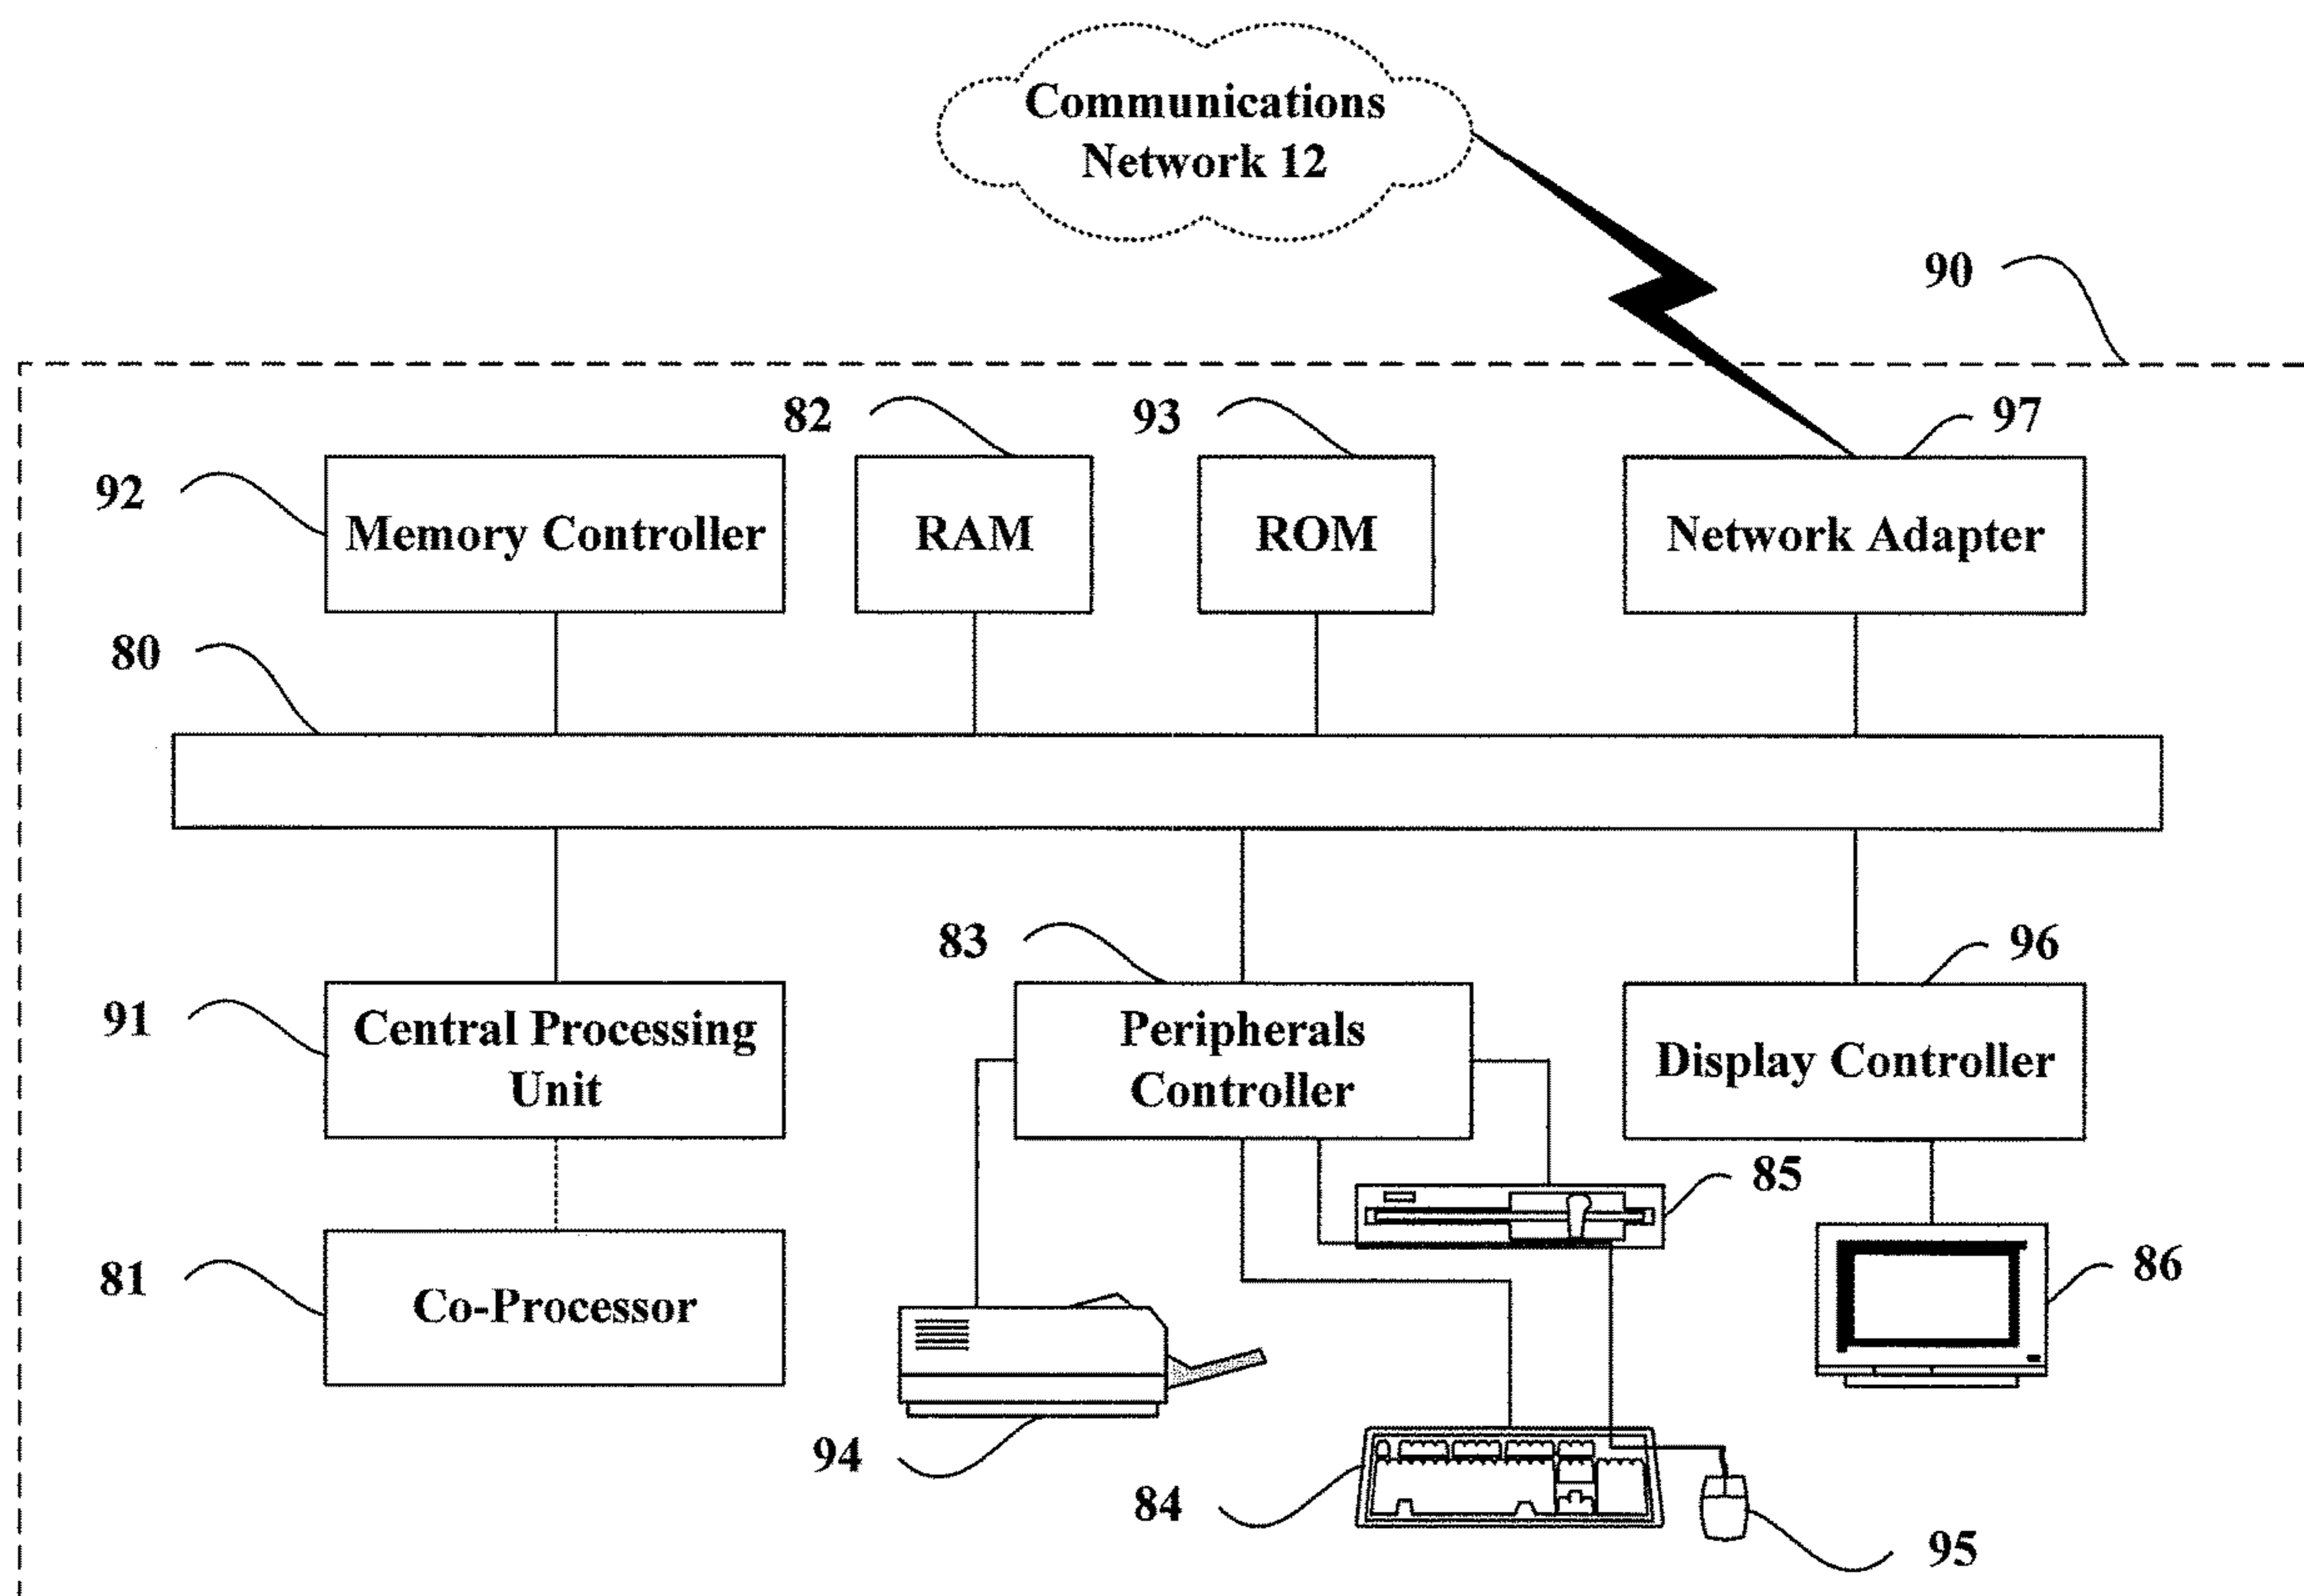 Communications
Network 12
90
82
93
97
92
Memory Controller
RAM
ROM
Network Adapter
80
83
96
91
Central Processing
Unit
Peripherals
Controller
Display Controller
85
81
Co-Processor
86
94
84
95